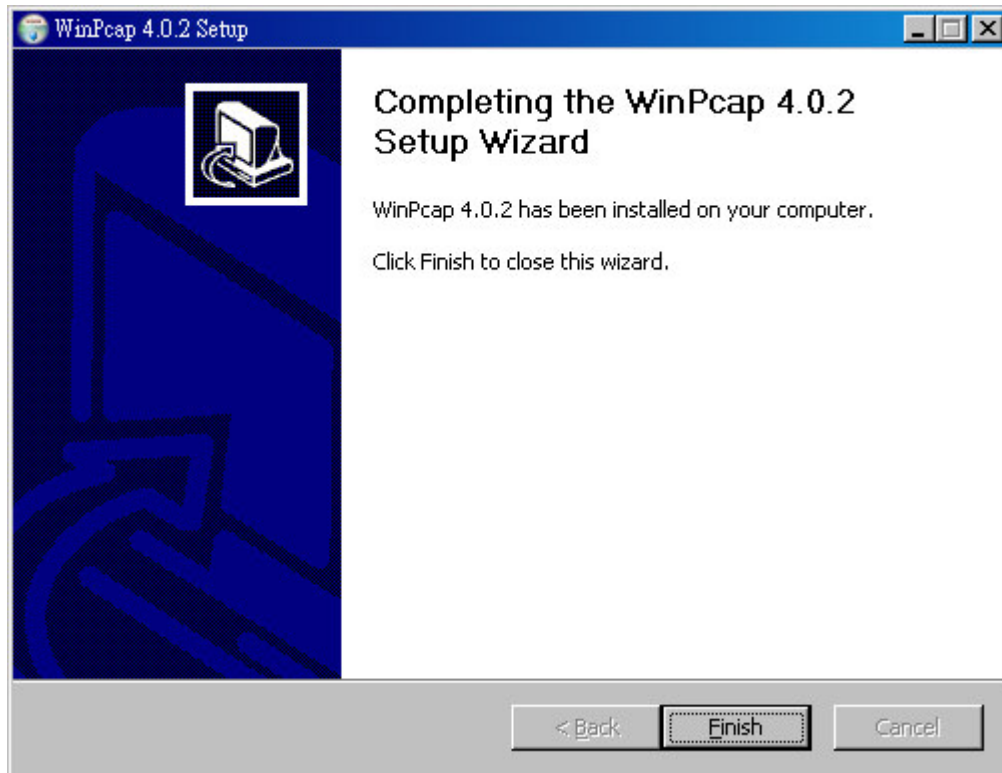 WinPcap 4.0.2 Setup
Completing the WinPcap 4.0.2
Setup Wizard
WinPcap 4.0.2 has been installed on your computer.
Click Finish to close this wizard.
< Back
Finish
Cancel